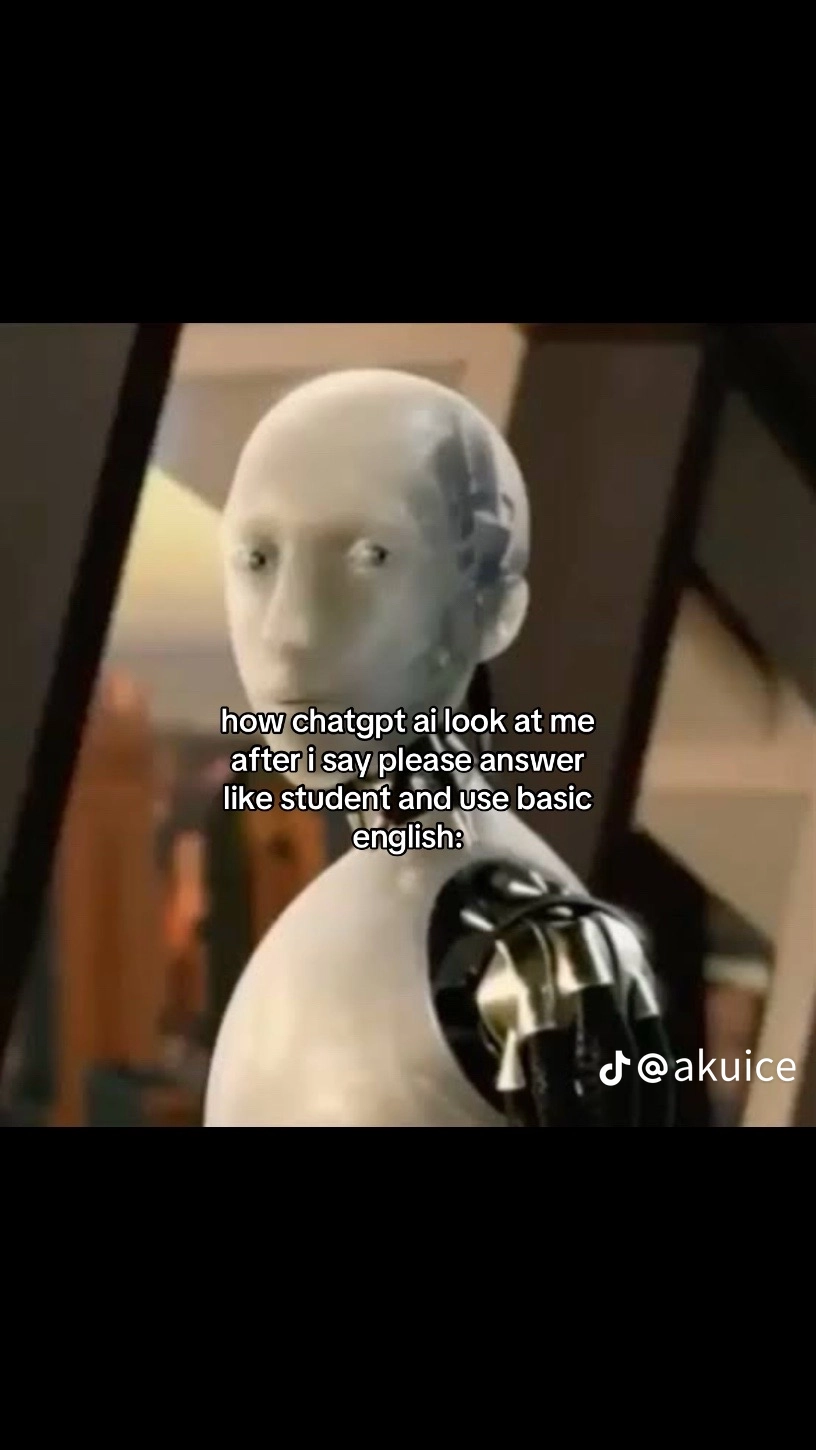 how chatgpt ai look at me
after i say please answer
like student and use basic
english:
@akuice